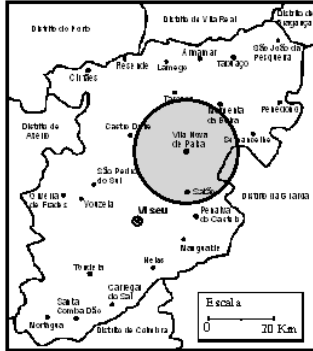 Distrito do Porto
Distrito de Vila Real
Distrito de
Bragança
São João da
Pesqueira
Armamar
Resende
Lamego
Tabuaço
Cinfães
Penedono
Moimenta
da Beira
Distrito de
Aveiro
Castro Daire
Vila Nova
de Paiva
Sernancelhe
São Pedro
do Sul
Sátão
Distrito da Guarda
Oliveira
de Frades
Vouzela
Viseu
Penalva
do Castelo
Mangualde
Nelas
Tondela
Carregal
do Sal
Santa
Comba Dão
Mortágua
Distrito de Coimbra
Escala
0
20 Km